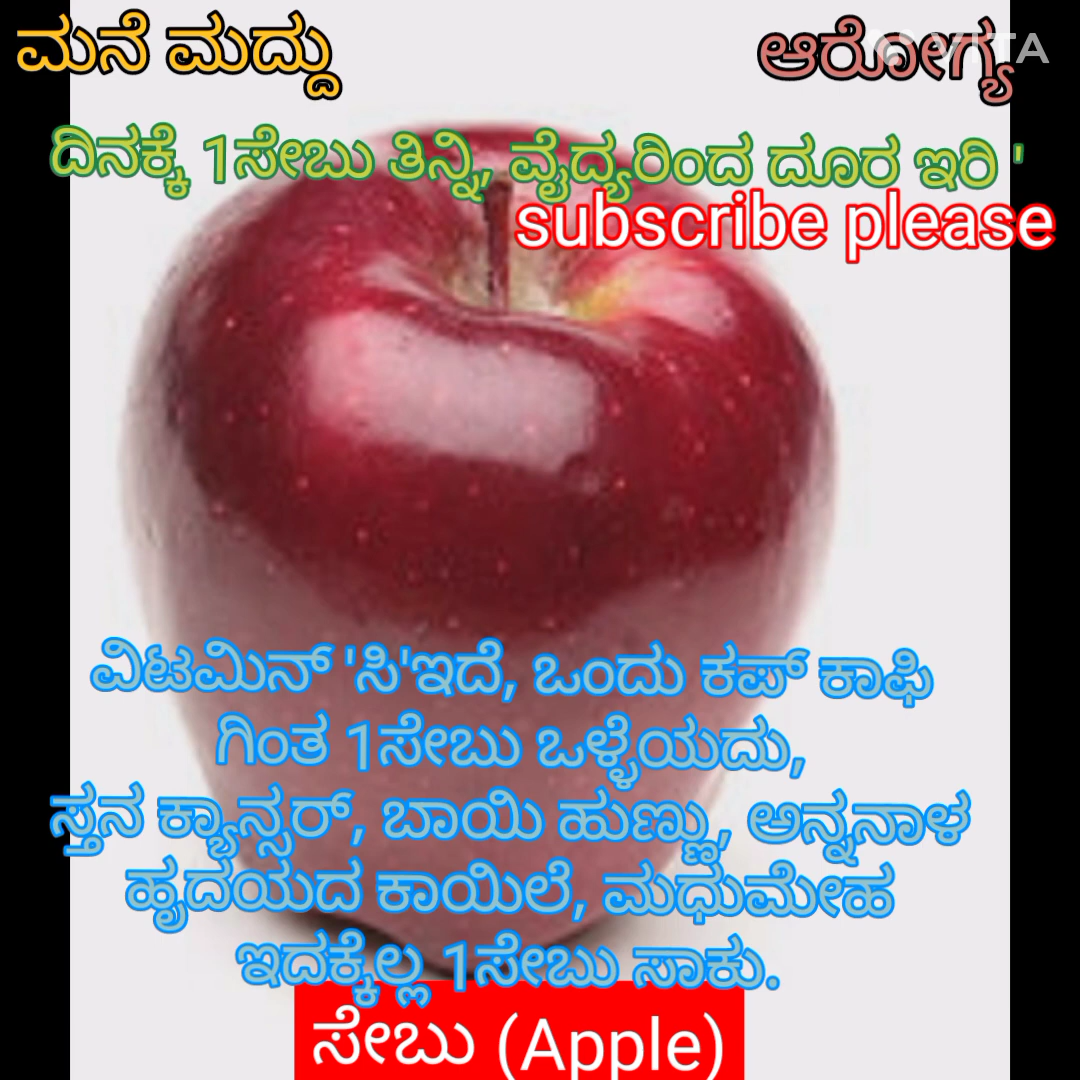 ಮನೆ ಮದ್ದು
ಆರೋಗ್ಯ
VITA
ದಿನಕ್ಕೆ 1ಸೇಬು ತಿನ್ನಿ, ವೈದ್ಯರಿಂದ ದೂರ ಇರಿ '
subscribe please
ವಿಟಮಿನ್ 'ಸಿ'ಇದೆ, ಒಂದು ಕಪ್ ಕಾಫಿ
ಗಿಂತ 1ಸೇಬು ಒಳ್ಳೆಯದು,
ಸ್ತನ ಕ್ಯಾನ್ಸರ್, ಬಾಯಿ ಹುಣ್ಣು, ಅನ್ನನಾಳ
ಹೃದಯದ ಕಾಯಿಲೆ, ಮಧುಮೇಹ
ಇದಕ್ಕೆಲ್ಲ 1ಸೇಬು ಸಾಕು.
ಸೇಬು (Apple)